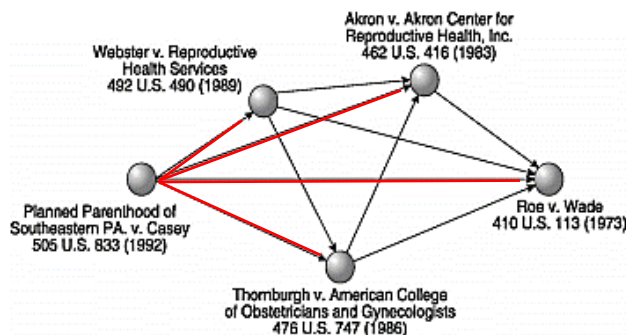 Akron v. Akron Center for
Reproductive Health, Inc.
462 U.S. 416 (1983)
Webster v. Reproductive
Health Services
492 U.S. 490 (1989)
Planned Parenthood of
Southeastern PA. v. Casey
505 U.S. 833 (1992)
Roe v. Wade
410 U.S. 113 (1973)
Thornburgh v. American College
of Obstetricians and Gynecologists
476 U.S. 747 (1986)